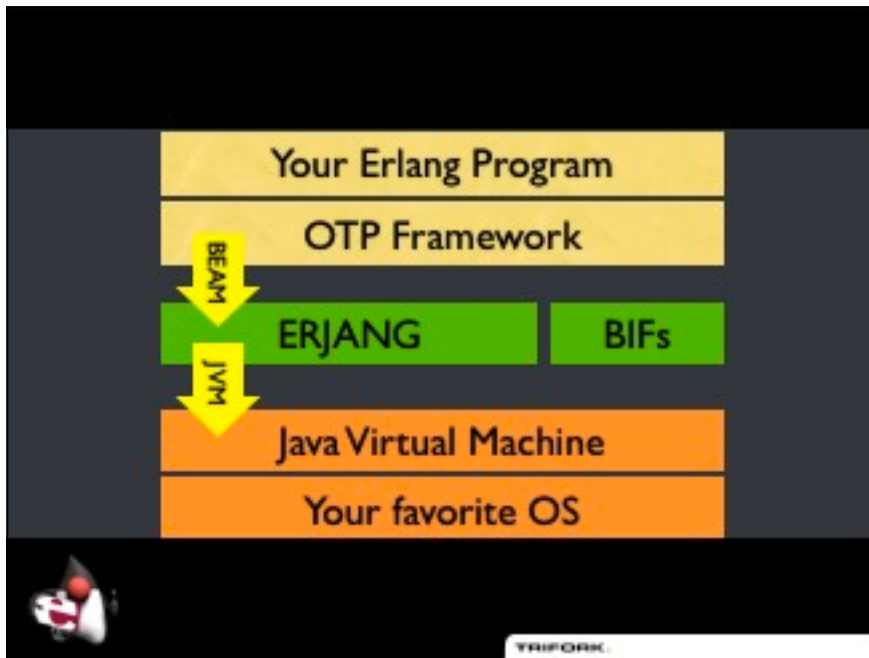 Your Erlang Program
OTP Framework
BEAM
ERJANG
BIFs
JVM
Java Virtual Machine
Your favorite OS
e
TRIFORK.